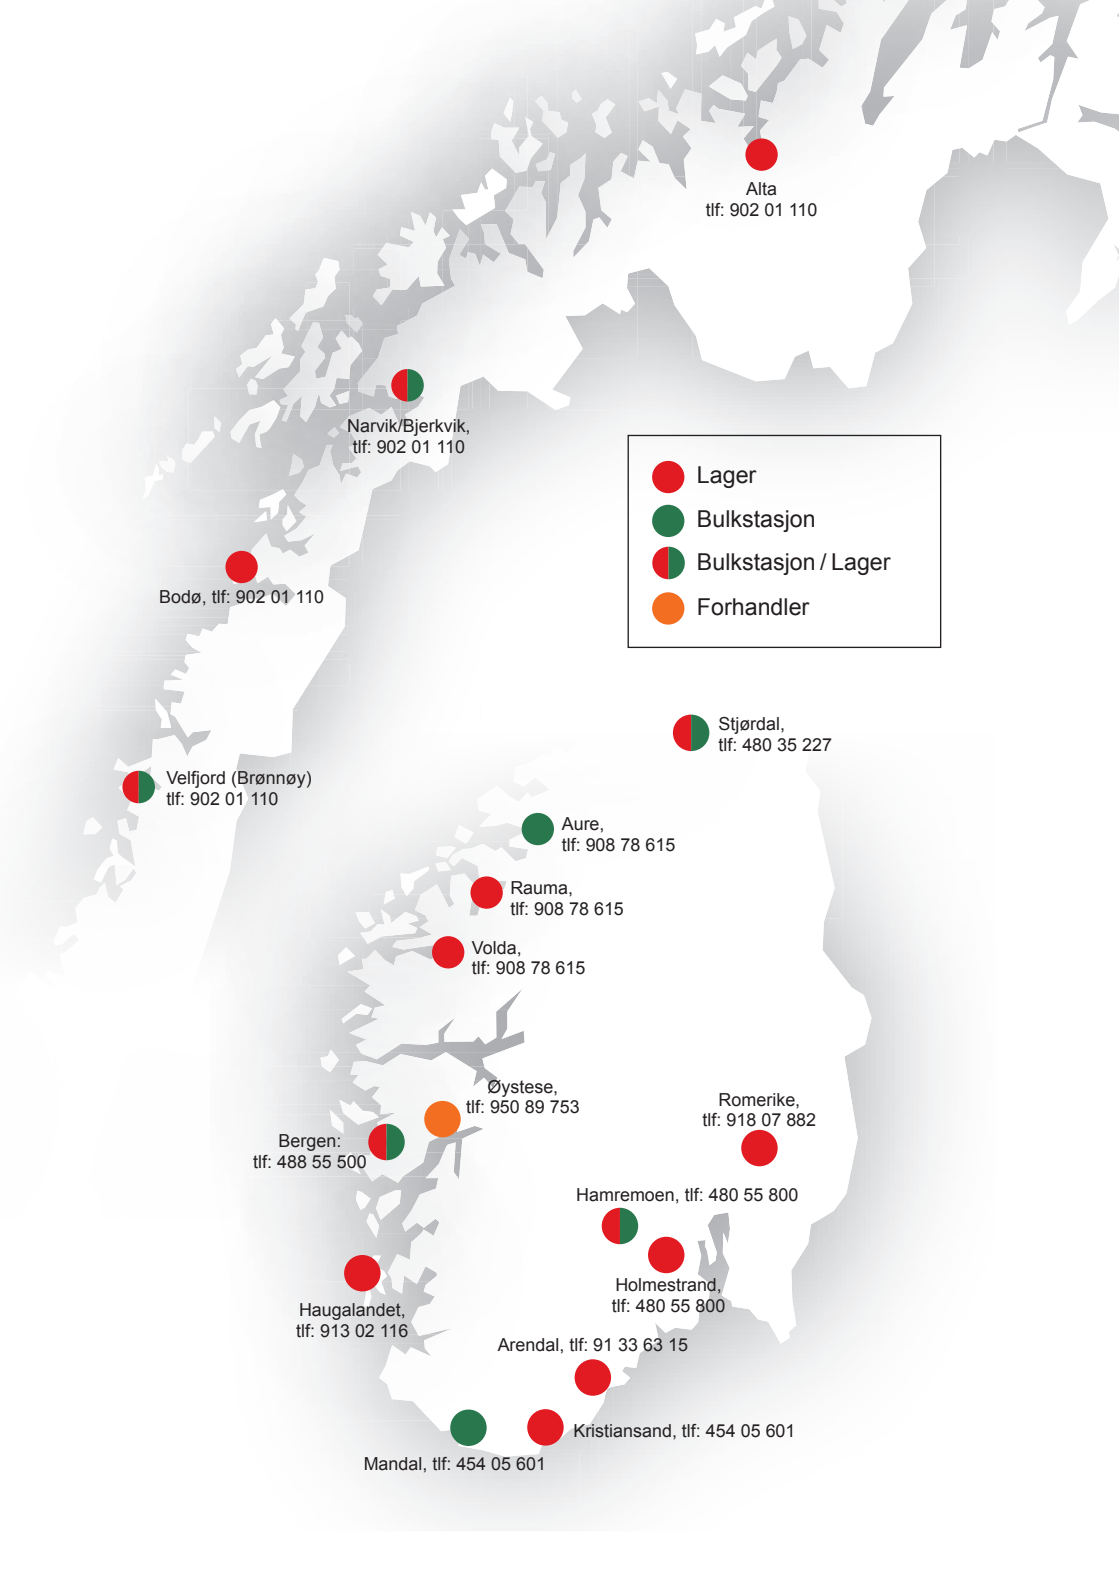 Alta
tlf: 902 01 110
Narvik/Bjerkvik,
tlf: 902 01 110
Lager
Bulkstasjon
Bulkstasjon / Lager
Forhandler
Bodø, tlf: 902 01 110
Stjørdal,
tlf: 480 35 227
Velfjord (Brønnøy)
tlf: 902 01 110
Aure,
tlf: 908 78 615
Rauma,
tlf: 908 78 615
Volda,
tlf: 908 78 615
Øystese,
tlf: 950 89 753
Romerike,
tlf: 918 07 882
Bergen:
tlf: 488 55 500
Hamremoen, tlf: 480 55 800
Holmestrand,
tlf: 480 55 800
Haugalandet,
tlf: 913 02 116
Arendal, tlf: 91 33 63 15
Kristiansand, tlf: 454 05 601
Mandal, tlf: 454 05 601